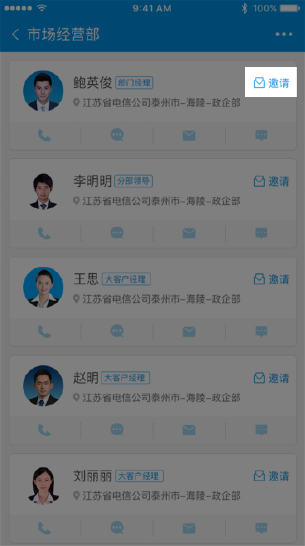 9:41 AM 100%
市场经营部
鲍英俊 部门经理 邀请
江苏省电信公司泰州市-海陵-政企部
李明明 分部领导 邀请
江苏省电信公司泰州市-海陵-政企部
王思 大客户经理 邀请
江苏省电信公司泰州市-海陵-政企部
赵明 大客户经理 邀请
江苏省电信公司泰州市-海陵-政企部
刘丽丽 大客户经理 邀请
江苏省电信公司泰州市-海陵-政企部